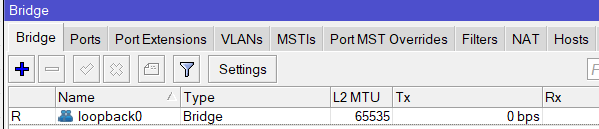 Bridge
Bridge Ports Port Extensions VLANs MSTIs Port MST Overrides Filters NAT Hosts
Settings
Name Type L2 MTU Tx Rx
R loopback0 Bridge 65535 0 bps